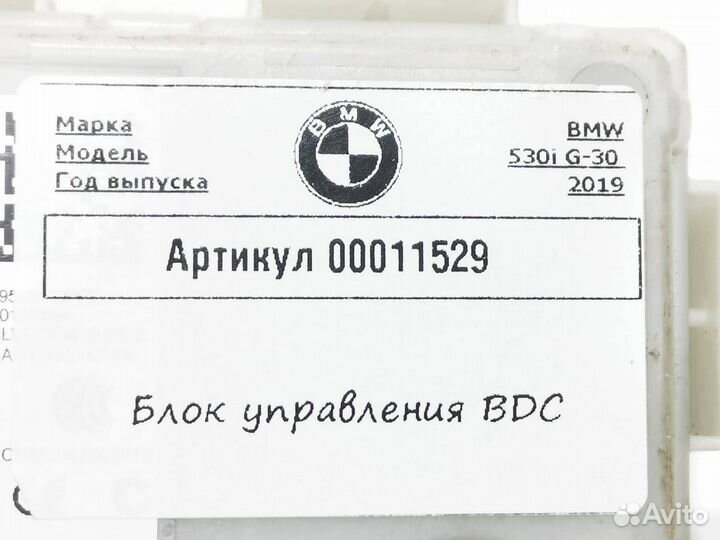 Марка BMW
Модель 530i G-30
Год выпуска 2019
BMW
Артикул 00011529
Блок управления BDC
Avito